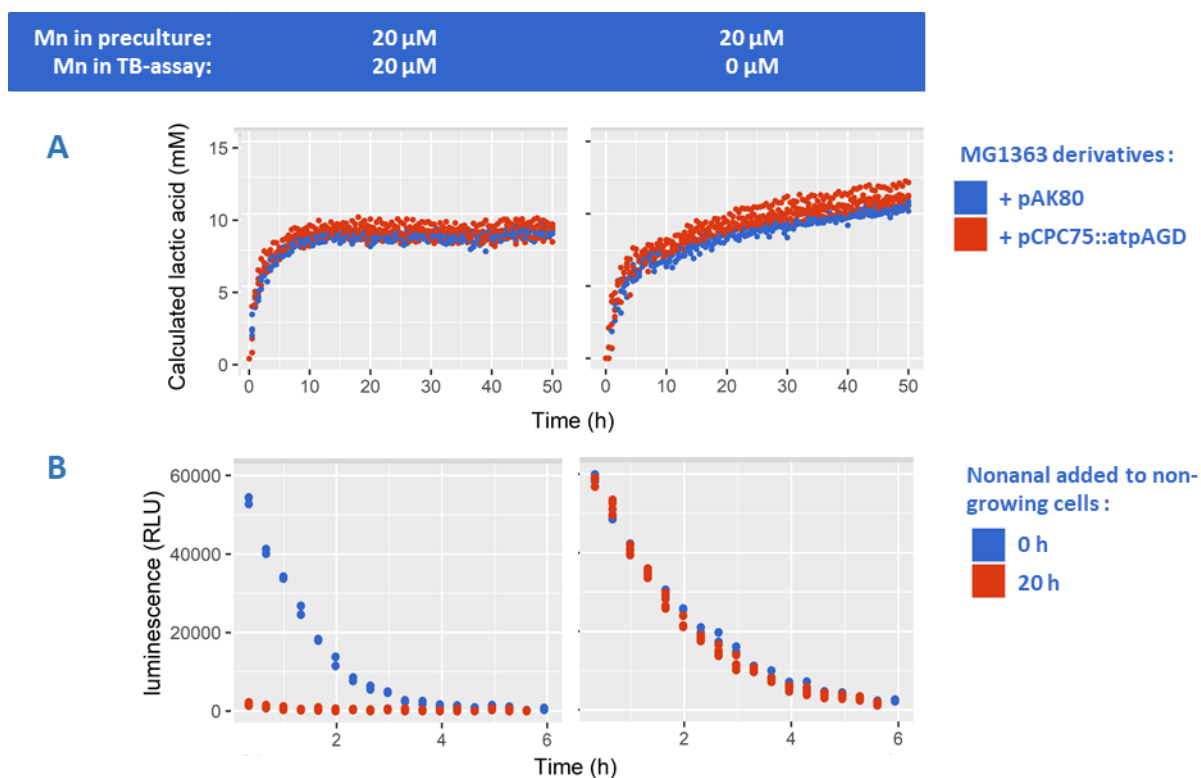 Mn in preculture: 20 µM 20 µM
Mn in TB-assay: 20 µM 0 µM
A
Calculated lactic acid (mM)
15
10
5
0
0 10 20 30 40 50
0 10 20 30 40 50
Time (h)
MG1363 derivatives :
+ pAK80
+ pCPC75::atpAGD
B
luminescence (RLU)
60000
40000
20000
0
2 4 6
2 4 6
Time (h)
Nonanal added to non-
growing cells :
0 h
20 h